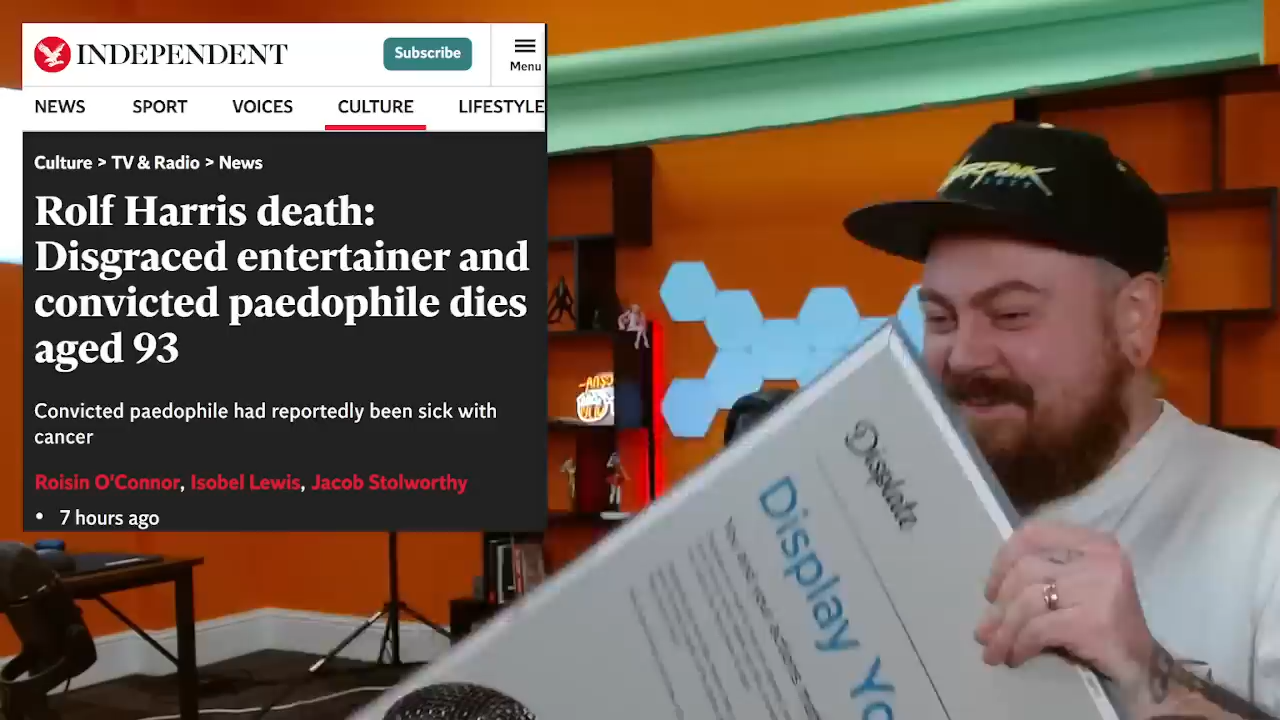 INDEPENDENT
Subscribe
Menu
NEWS SPORT VOICES CULTURE LIFESTYLE
Culture > TV & Radio > News
Rolf Harris death:
Disgraced entertainer and
convicted paedophile dies
aged 93
Convicted paedophile had reportedly been sick with
cancer
Roisin O'Connor, Isobel Lewis, Jacob Stolworthy
• 7 hours ago
Displate
Display Yo